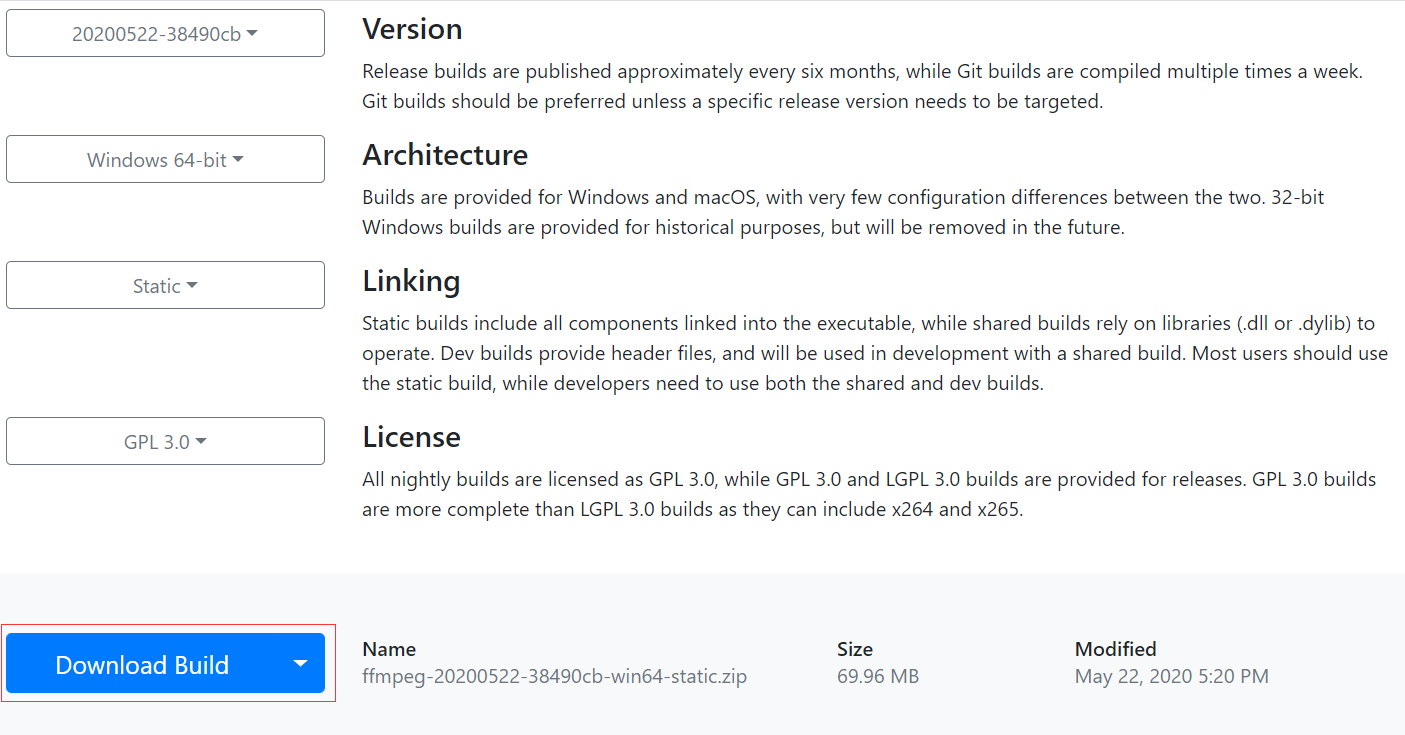 20200522-38490cb
Version
Release builds are published approximately every six months, while Git builds are compiled multiple times a week.
Git builds should be preferred unless a specific release version needs to be targeted.
Windows 64-bit
Architecture
Builds are provided for Windows and macOS, with very few configuration differences between the two. 32-bit
Windows builds are provided for historical purposes, but will be removed in the future.
Static
Linking
Static builds include all components linked into the executable, while shared builds rely on libraries (.dll or .dylib) to
operate. Dev builds provide header files, and will be used in development with a shared build. Most users should use
the static build, while developers need to use both the shared and dev builds.
GPL 3.0
License
All nightly builds are licensed as GPL 3.0, while GPL 3.0 and LGPL 3.0 builds are provided for releases. GPL 3.0 builds
are more complete than LGPL 3.0 builds as they can include x264 and x265.
Download Build
Name
ffmpeg-20200522-38490cb-win64-static.zip
Size
69.96 MB
Modified
May 22, 2020 5:20 PM